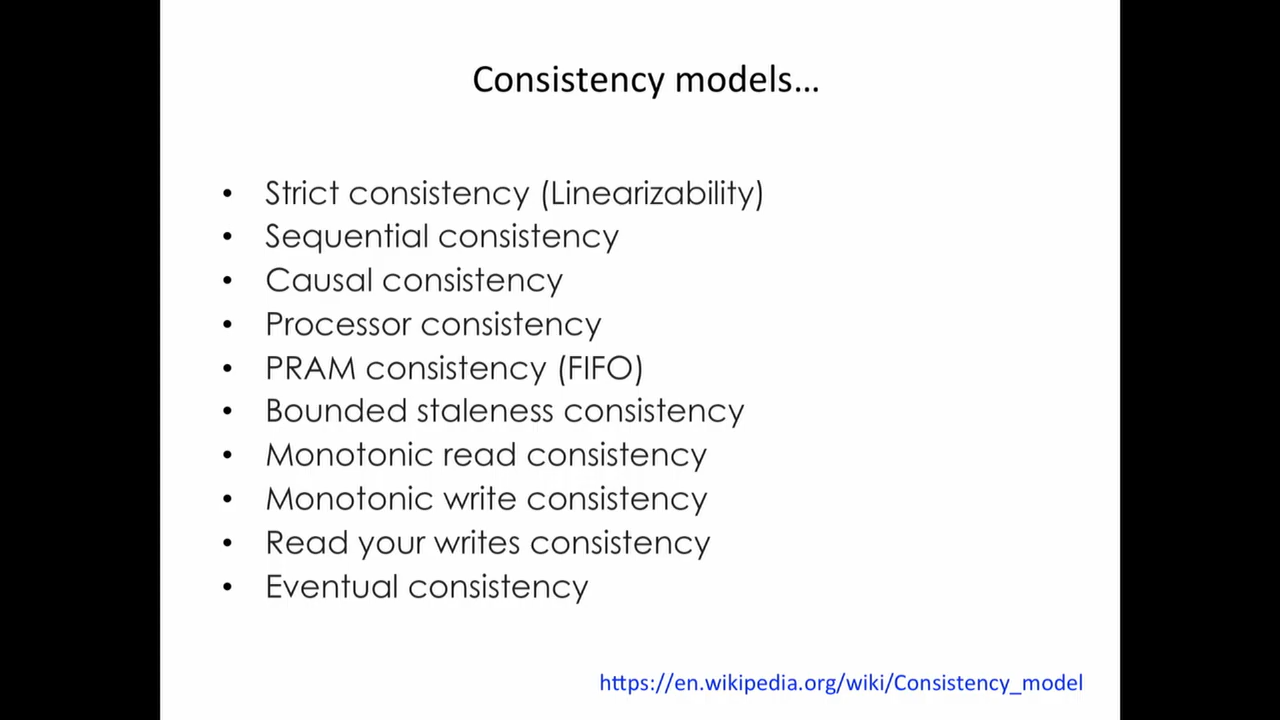 Consistency models...
• Strict consistency (Linearizability)
• Sequential consistency
• Causal consistency
• Processor consistency
• PRAM consistency (FIFO)
• Bounded staleness consistency
• Monotonic read consistency
• Monotonic write consistency
• Read your writes consistency
• Eventual consistency
https://en.wikipedia.org/wiki/Consistency_model